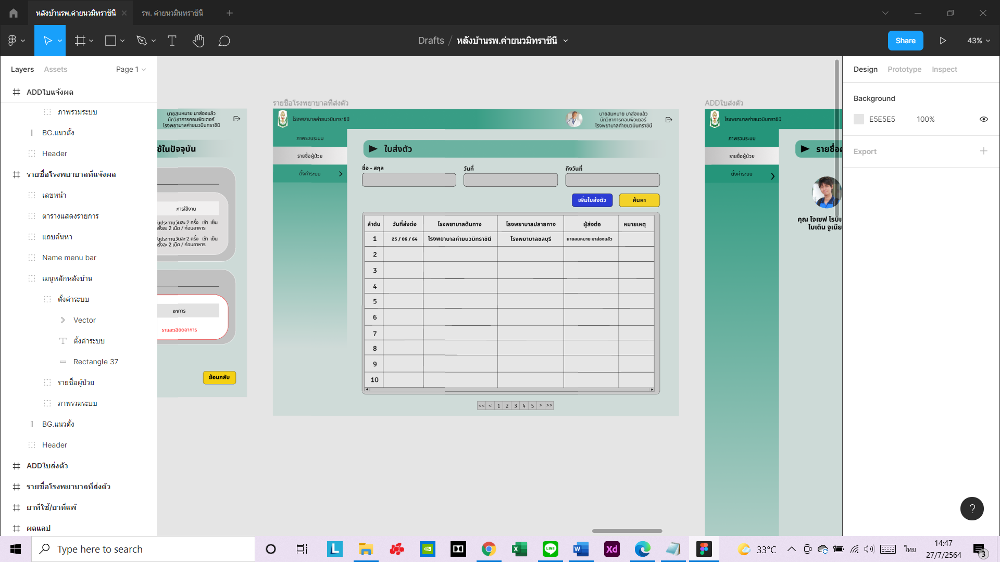 หลังบ้านรพ.ค่ายนวมิทราชินี
รพ. ค่ายนวมินทราชินี
Drafts / หลังบ้านรพ.ค่ายนวมิทราชินี
Share
43%
Layers
Assets
Page 1
ADDใบแจ้งผล
ภาพรวมระบบ
BG.แนวตั้ง
Header
รายชื่อโรงพยาบาลที่แจ้งผล
เลขหน้า
ตารางแสดงรายการ
แถบค้นหา
Name menu bar
เมนูหลักหลังบ้าน
ตั้งค่าระบบ
Vector
ตั้งค่าระบบ
Rectangle 37
รายชื่อผู้ป่วย
ภาพรวมระบบ
BG.แนวตั้ง
Header
ADDใบส่งตัว
รายชื่อโรงพยาบาลที่ส่งตัว
ยาที่ใช้/ยาที่แพ้
ผลแลป
นายสมหมาย มาส่องแล้ว
นักวิชาการคอมพิวเตอร์
โรงพยาบาลค่ายนวมินทราชินี
ช้ในปัจจุบัน
การใช้งาน
บประทานวันละ 2 ครั้ง เช้า เย็น
รั้งละ 2 เม็ด / ก่อนอาหาร
บประทานวันละ 2 ครั้ง เช้า เย็น
รั้งละ 2 เม็ด / ก่อนอาหาร
อาการ
รายละเอียดอาการ
ย้อนกลับ
รายชื่อโรงพยาบาลที่ส่งตัว
โรงพยาบาลค่ายนวมินทราชินี
นายสมหมาย มาส่องแล้ว
นักวิชาการคอมพิวเตอร์
โรงพยาบาลค่ายนวมินทราชินี
ภาพรวมระบบ
รายชื่อผู้ป่วย
ตั้งค่าระบบ
ใบส่งตัว
ชื่อ - สกุล
วันที่
ถึงวันที่
เพิ่มใบส่งตัว
ค้นหา
ลำดับ วันที่ส่งต่อ โรงพยาบาลต้นทาง โรงพยาบาลปลายทาง ผู้ส่งต่อ หมายเหตุ
1 25 / 06 / 64 โรงพยาบาลค่ายนวมิทราชินี โรงพยาบาลชลบุรี นายสมหมาย มาส่องแล้ว
2
3
4
5
6
7
8
9
10
<< < 1 2 3 4 5 > >>
ADDใบส่งตัว
โรงพยาบาลค่ายนวมินทราชินี
ภาพรวมระบบ
รายชื่อผู้ป่วย
ตั้งค่าระบบ
รายชื่อผ
คุณ โจเซฟ โรบิเ
ไบเดิน จูเนีย
Design
Prototype
Inspect
Background
E5E5E5 100%
Export
?
Type here to search
33°C
ไทย
14:47
27/7/2564
3